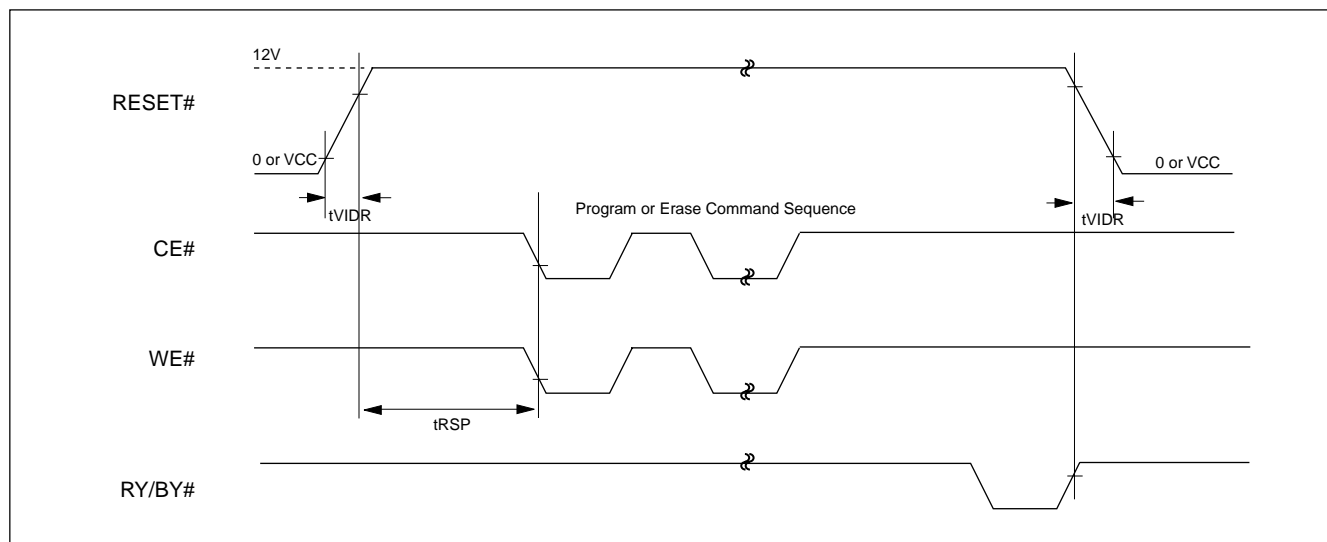 12V
RESET#
0 or VCC
0 or VCC
tVIDR
Program or Erase Command Sequence
tVIDR
CE#
WE#
tRSP
RY/BY#